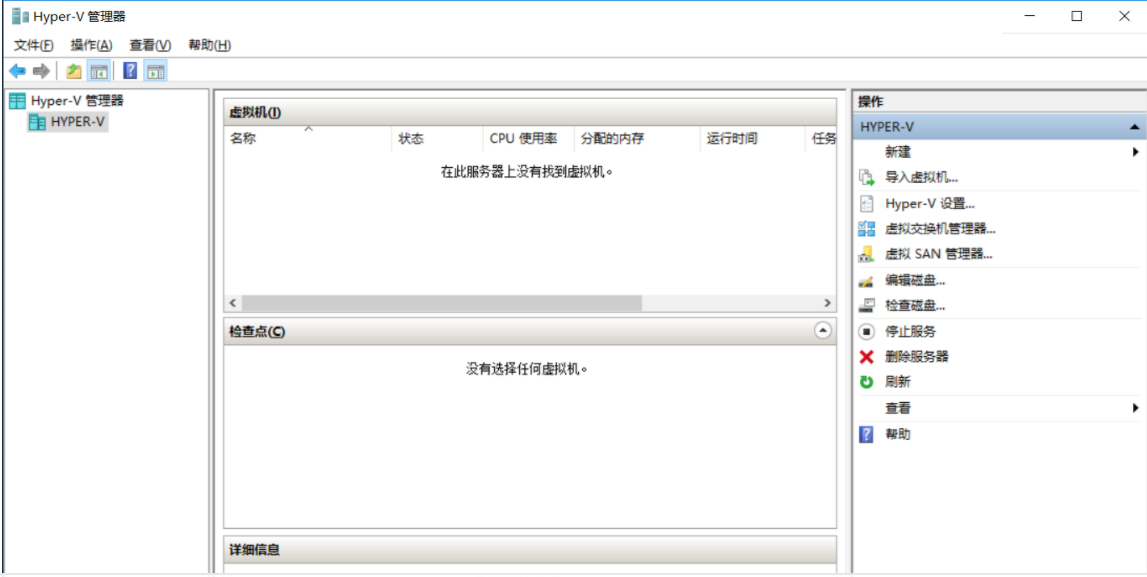 Hyper-V 管理器
文件(F) 操作(A) 查看(V) 帮助(H)
Hyper-V 管理器
HYPER-V
虚拟机(I)
名称 状态 CPU 使用率 分配的内存 运行时间 任务
在此服务器上没有找到虚拟机。
检查点(C)
没有选择任何虚拟机。
详细信息
操作
HYPER-V
新建
导入虚拟机...
Hyper-V 设置...
虚拟交换机管理器...
虚拟 SAN 管理器...
编辑磁盘...
检查磁盘...
停止服务
删除服务器
刷新
查看
帮助